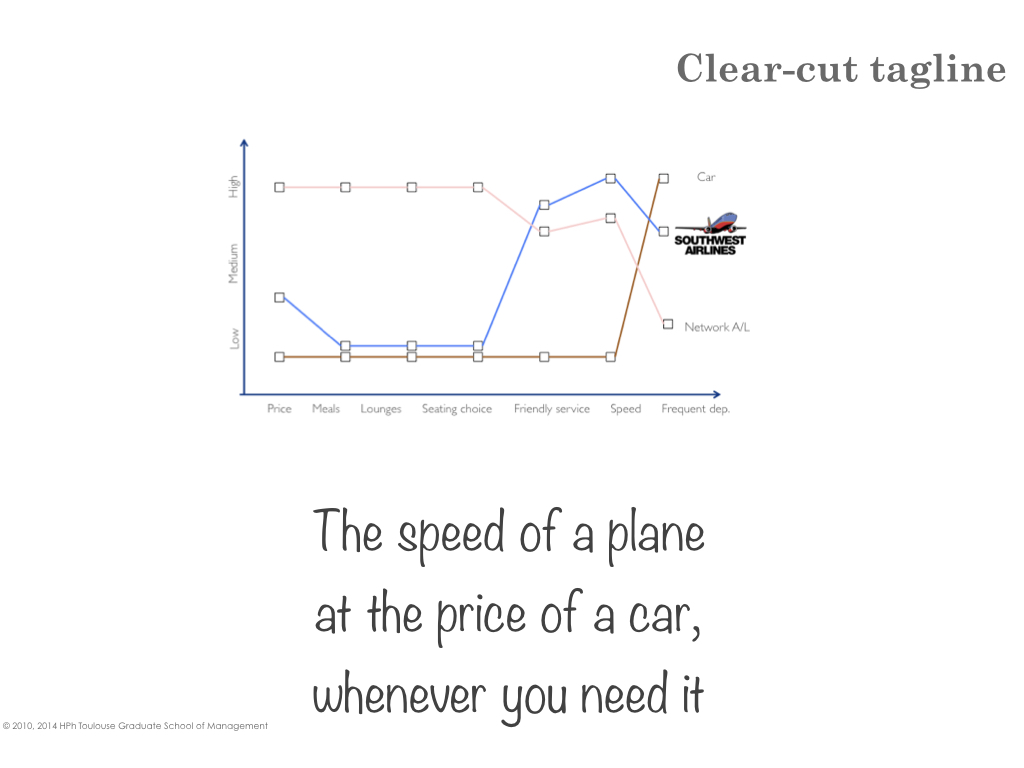 Clear-cut tagline
High
Medium
Low
Car
SOUTHWEST
AIRLINES
Network A/L
Price Meals Lounges Seating choice Friendly service Speed Frequent dep.
The speed of a plane
at the price of a car,
whenever you need it
© 2010, 2014 HPh Toulouse Graduate School of Management